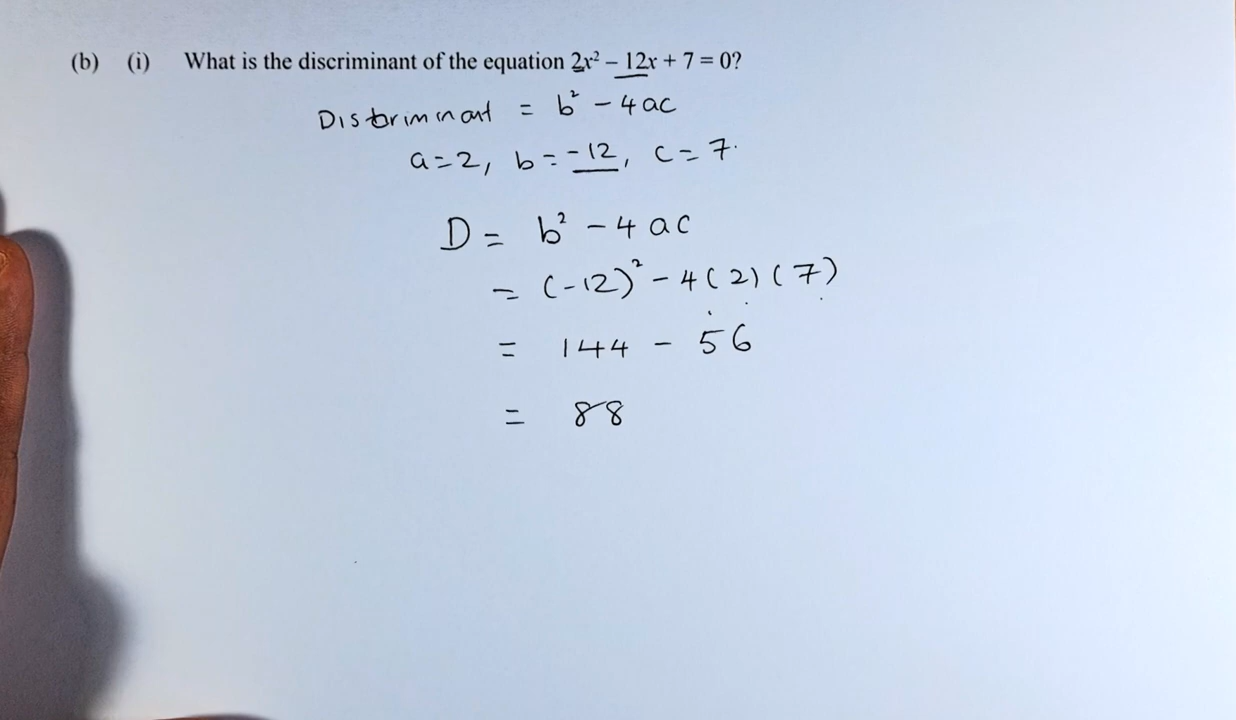 (b) (i) What is the discriminant of the equation 2x² – 12x + 7 = 0?
Discriminant = b² - 4ac
a=2, b=-12, c=7.
D = b² - 4ac
= (-12)² - 4(2)(7)
= 144 - 56
= 88